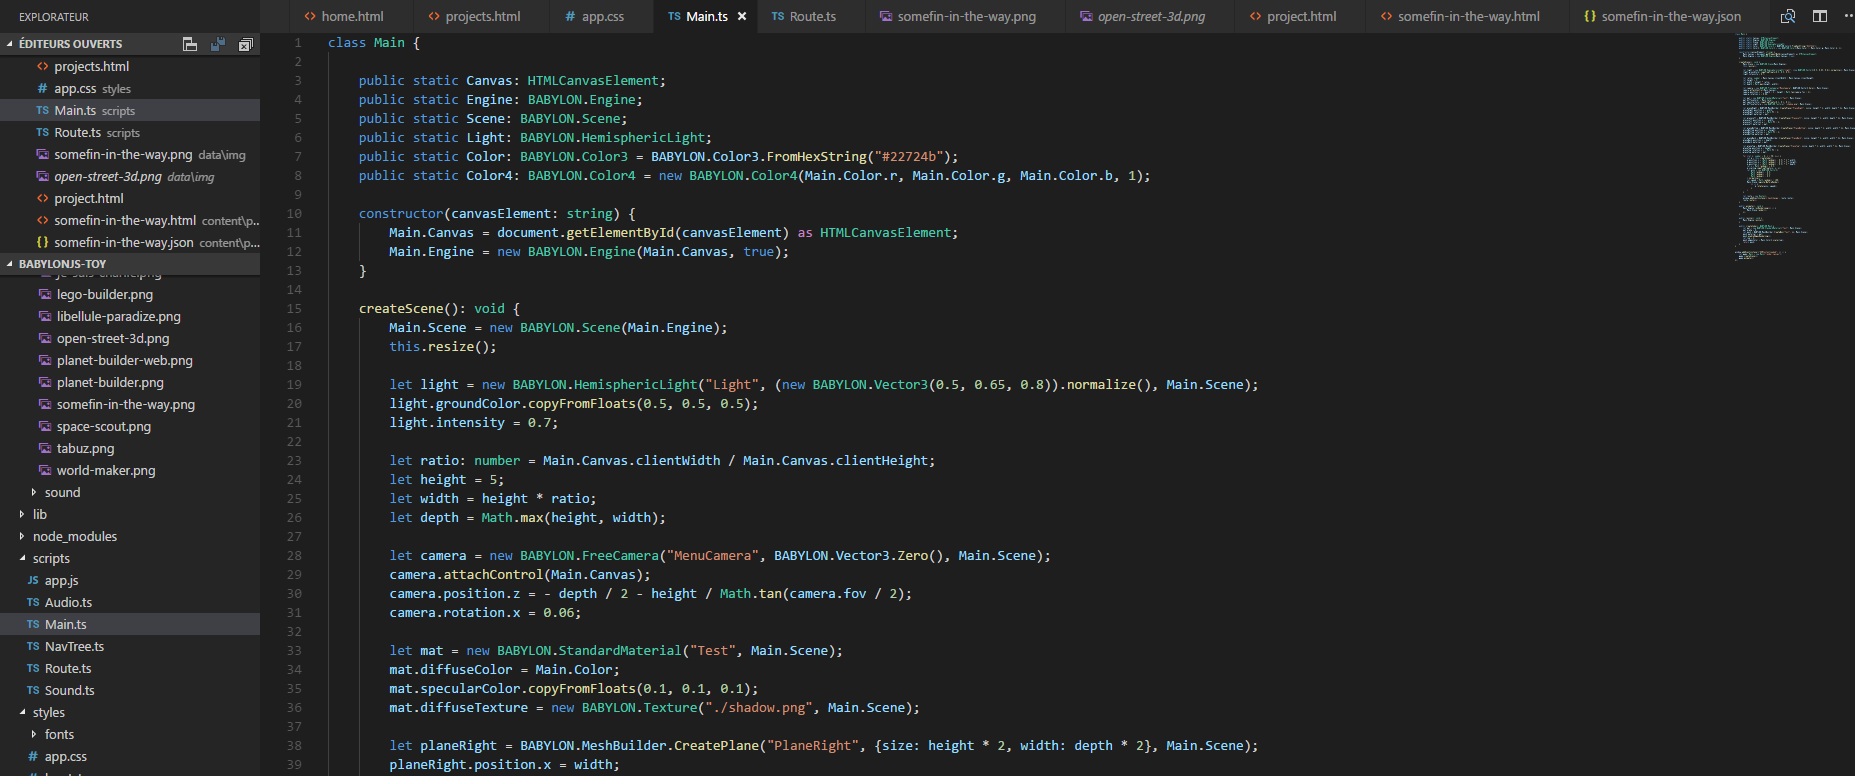 EXPLORATEUR
ÉDITEURS OUVERTS
projects.html
app.css styles
Main.ts scripts
Route.ts scripts
somefin-in-the-way.png data\img
open-street-3d.png data\img
project.html
somefin-in-the-way.html content\p...
somefin-in-the-way.json content\p...
BABYLONJS-TOY
je-suis-charlie.png
lego-builder.png
libellule-paradize.png
open-street-3d.png
planet-builder-web.png
planet-builder.png
somefin-in-the-way.png
space-scout.png
tabuz.png
world-maker.png
sound
lib
node_modules
scripts
JS app.js
TS Audio.ts
TS Main.ts
TS NavTree.ts
TS Route.ts
TS Sound.ts
styles
fonts
# app.css
home.html projects.html # app.css TS Main.ts TS Route.ts somefin-in-the-way.png open-street-3d.png project.html somefin-in-the-way.html {} somefin-in-the-way.json
1 class Main {
2
3 public static Canvas: HTMLCanvasElement;
4 public static Engine: BABYLON.Engine;
5 public static Scene: BABYLON.Scene;
6 public static Light: BABYLON.HemisphericLight;
7 public static Color: BABYLON.Color3 = BABYLON.Color3.FromHexString("#22724b");
8 public static Color4: BABYLON.Color4 = new BABYLON.Color4(Main.Color.r, Main.Color.g, Main.Color.b, 1);
9
10 constructor(canvasElement: string) {
11 Main.Canvas = document.getElementById(canvasElement) as HTMLCanvasElement;
12 Main.Engine = new BABYLON.Engine(Main.Canvas, true);
13 }
14
15 createScene(): void {
16 Main.Scene = new BABYLON.Scene(Main.Engine);
17 this.resize();
18
19 let light = new BABYLON.HemisphericLight("Light", (new BABYLON.Vector3(0.5, 0.65, 0.8)).normalize(), Main.Scene);
20 light.groundColor.copyFromFloats(0.5, 0.5, 0.5);
21 light.intensity = 0.7;
22
23 let ratio: number = Main.Canvas.clientWidth / Main.Canvas.clientHeight;
24 let height = 5;
25 let width = height * ratio;
26 let depth = Math.max(height, width);
27
28 let camera = new BABYLON.FreeCamera("MenuCamera", BABYLON.Vector3.Zero(), Main.Scene);
29 camera.attachControl(Main.Canvas);
30 camera.position.z = - depth / 2 - height / Math.tan(camera.fov / 2);
31 camera.rotation.x = 0.06;
32
33 let mat = new BABYLON.StandardMaterial("Test", Main.Scene);
34 mat.diffuseColor = Main.Color;
35 mat.specularColor.copyFromFloats(0.1, 0.1, 0.1);
36 mat.diffuseTexture = new BABYLON.Texture("./shadow.png", Main.Scene);
37
38 let planeRight = BABYLON.MeshBuilder.CreatePlane("PlaneRight", {size: height * 2, width: depth * 2}, Main.Scene);
39 planeRight.position.x = width;